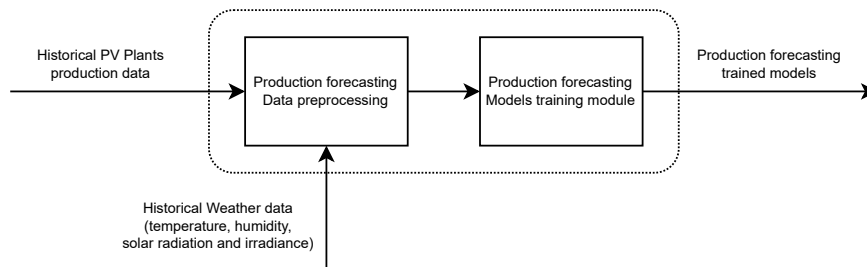 Historical PV Plants
production data
Production forecasting
Data preprocessing
Production forecasting
Models training module
Production forecasting
trained models
Historical Weather data
(temperature, humidity,
solar radiation and irradiance)